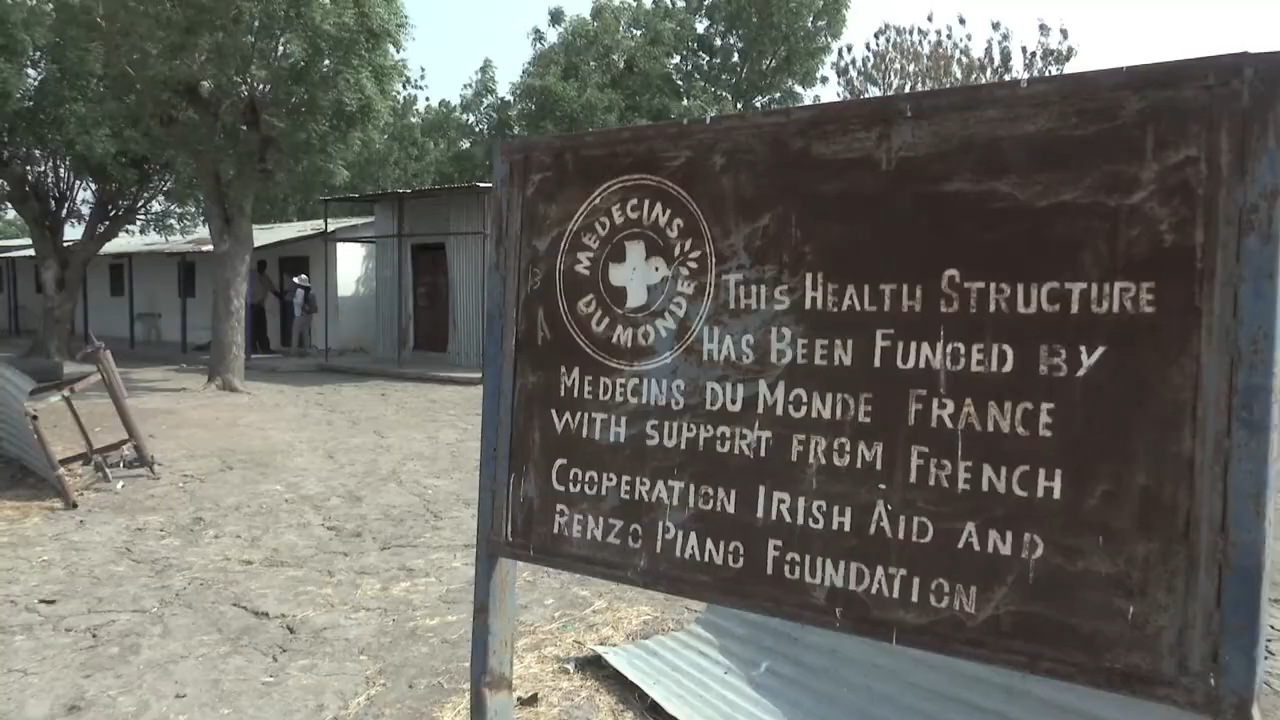 MÉDECINS
DU MONDE
THIS HEALTH STRUCTURE
HAS BEEN FUNDED BY
MEDECINS DU MONDE FRANCE
WITH SUPPORT FROM FRENCH
COOPERATION IRISH AID AND
RENZO PIANO FOUNDATION